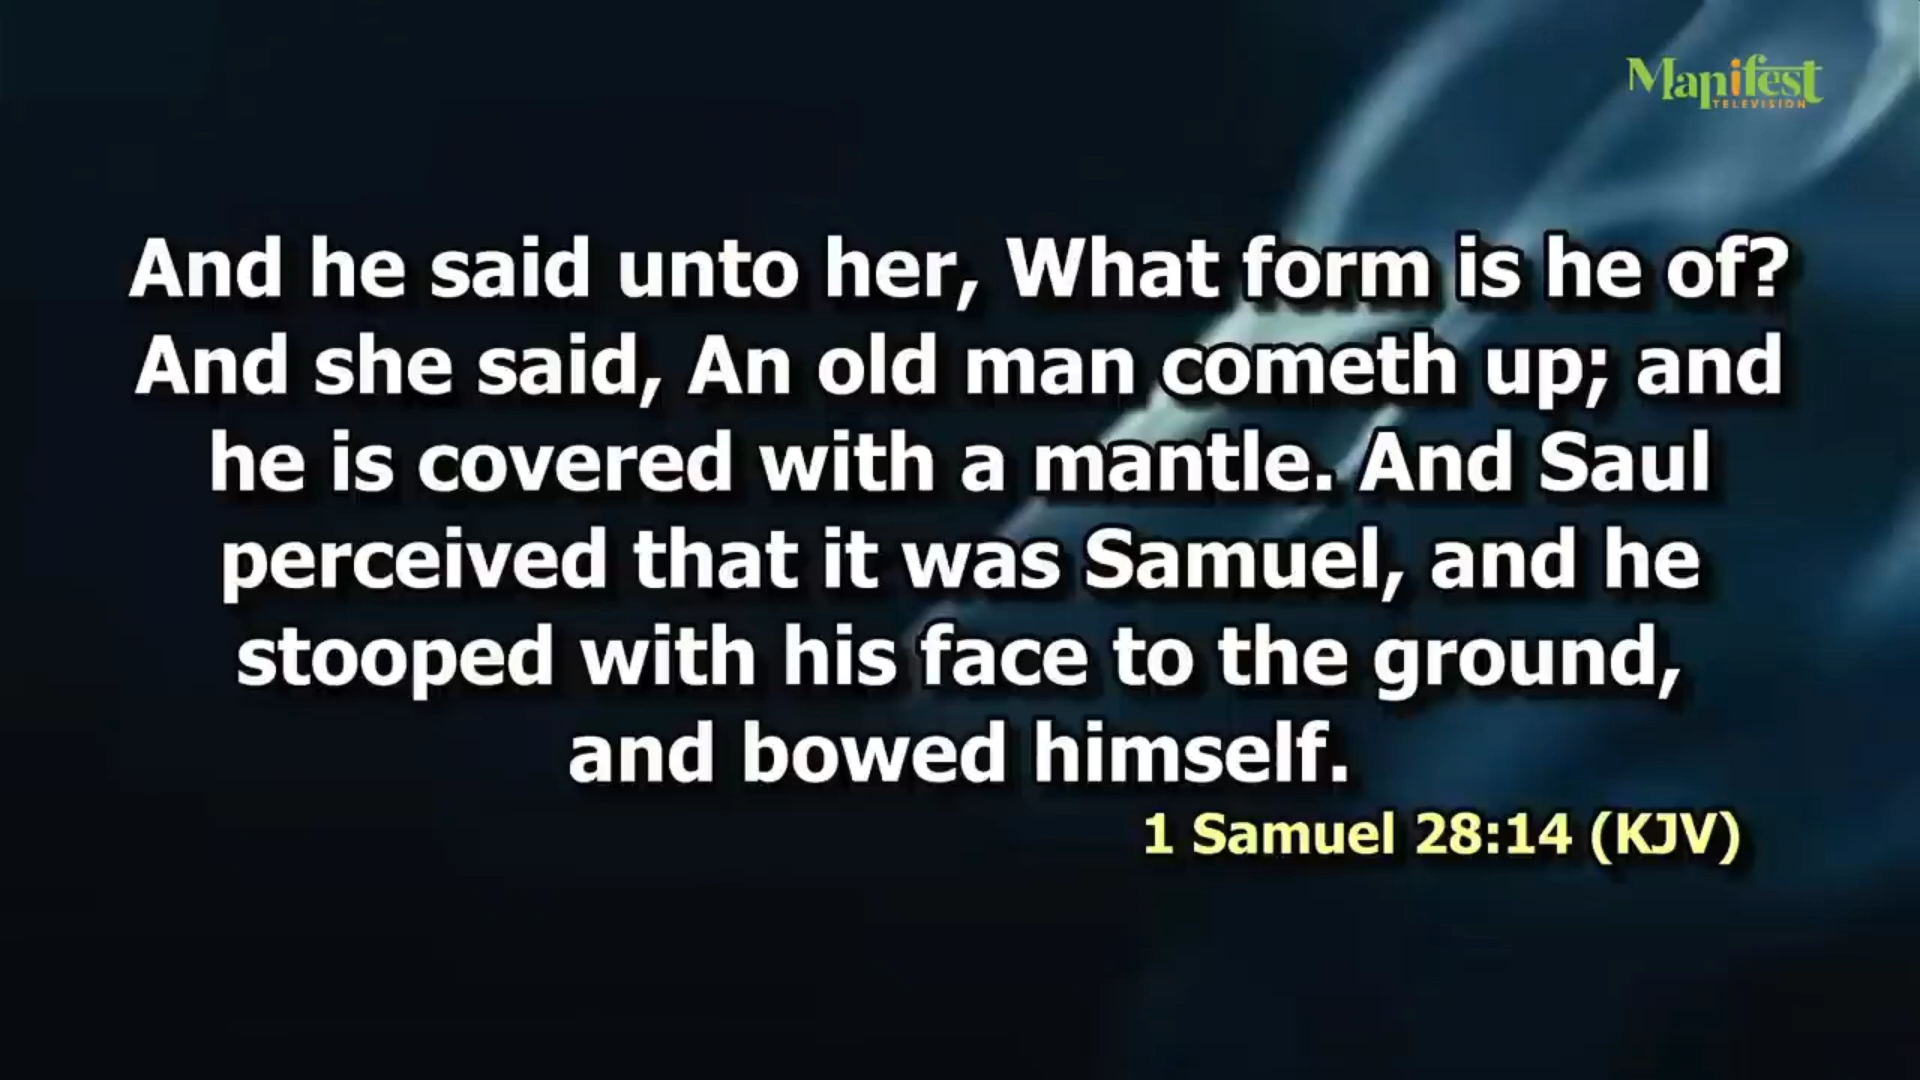 Manifest
TELEVISION
And he said unto her, What form is he of?
And she said, An old man cometh up; and
he is covered with a mantle. And Saul
perceived that it was Samuel, and he
stooped with his face to the ground,
and bowed himself.
1 Samuel 28:14 (KJV)